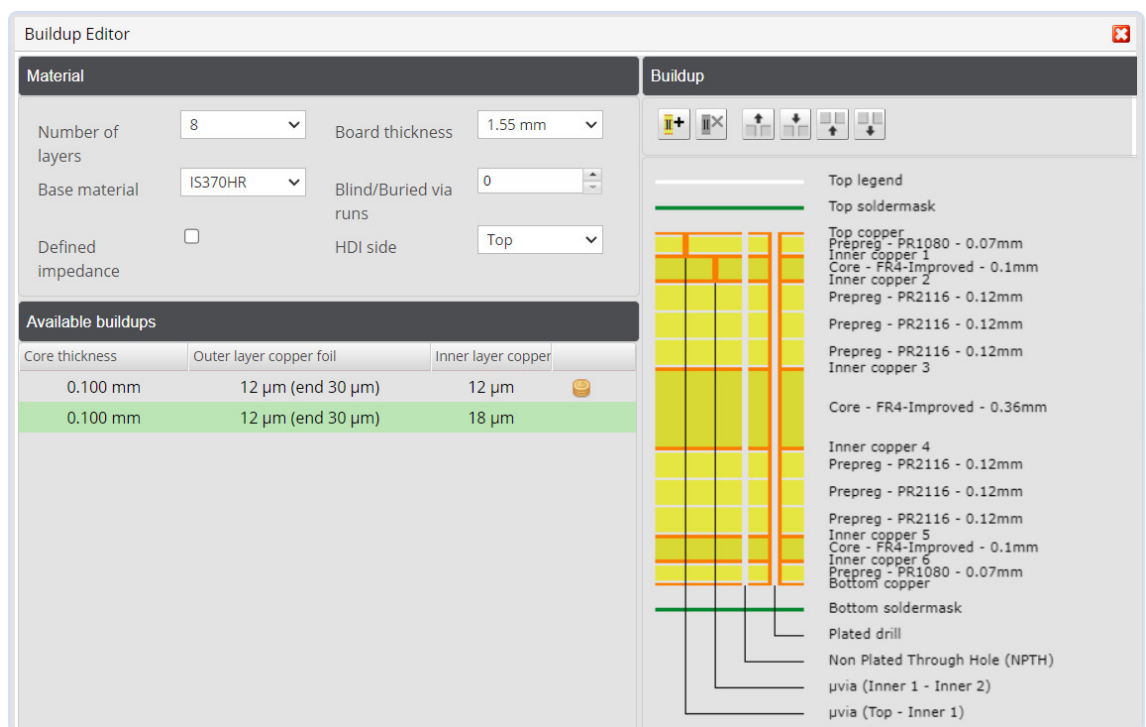 Buildup Editor
Material
Number of layers
8
Board thickness
1.55 mm
Base material
IS370HR
Blind/Buried via runs
0
Defined impedance
HDI side
Top
Available buildups
Core thickness
Outer layer copper foil
Inner layer copper
0.100 mm
12 µm (end 30 µm)
12 µm
0.100 mm
12 µm (end 30 µm)
18 µm
Buildup
Top legend
Top soldermask
Top copper
Prepreg - PR1080 - 0.07mm
Inner copper 1
Core - FR4-Improved - 0.1mm
Inner copper 2
Prepreg - PR2116 - 0.12mm
Prepreg - PR2116 - 0.12mm
Prepreg - PR2116 - 0.12mm
Inner copper 3
Core - FR4-Improved - 0.36mm
Inner copper 4
Prepreg - PR2116 - 0.12mm
Prepreg - PR2116 - 0.12mm
Prepreg - PR2116 - 0.12mm
Inner copper 5
Core - FR4-Improved - 0.1mm
Inner copper 6
Prepreg - PR1080 - 0.07mm
Bottom copper
Bottom soldermask
Plated drill
Non Plated Through Hole (NPTH)
µvia (Inner 1 - Inner 2)
µvia (Top - Inner 1)